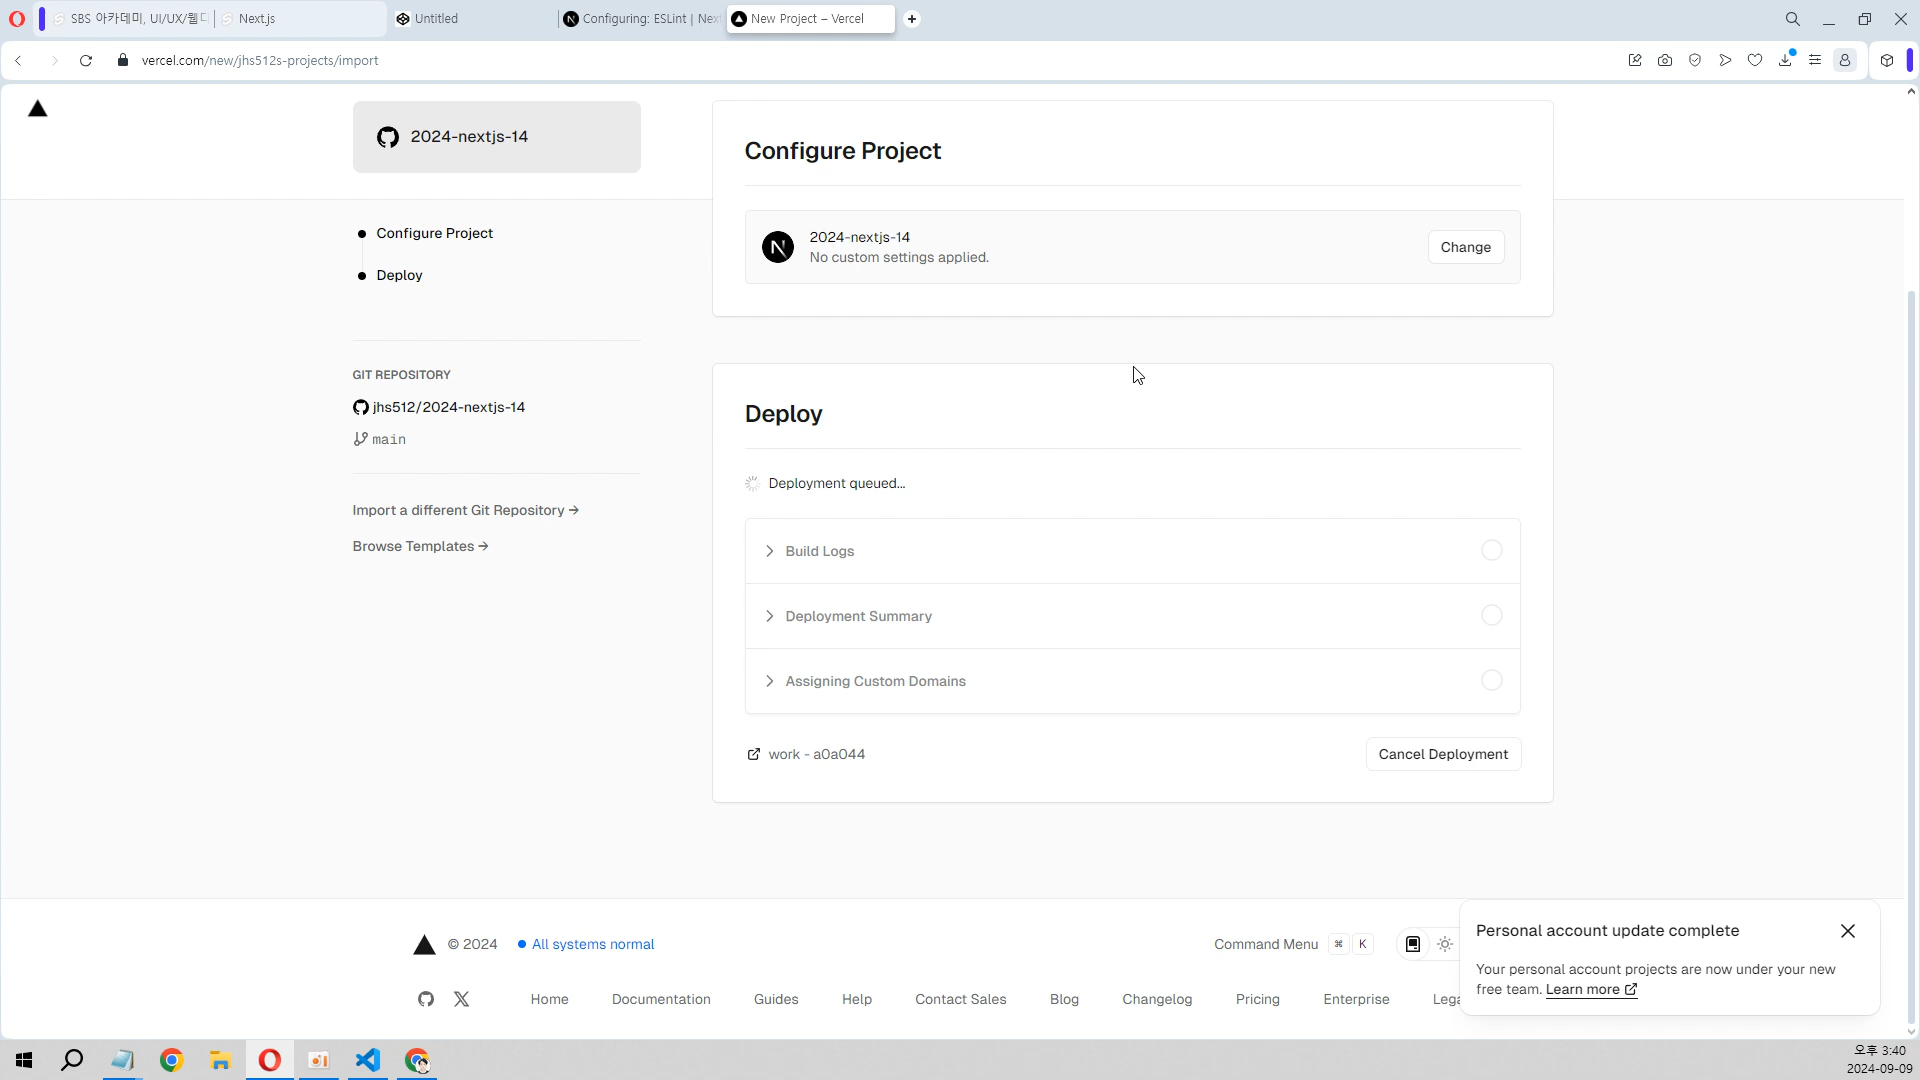 SBS 아카데미, UI/UX/웹디
Next.js
Untitled
Configuring: ESLint | Next
New Project – Vercel
vercel.com/new/jhs512s-projects/import
2024-nextjs-14
Configure Project
Deploy
GIT REPOSITORY
jhs512/2024-nextjs-14
main
Import a different Git Repository →
Browse Templates →
Configure Project
2024-nextjs-14
No custom settings applied.
Change
Deploy
Deployment queued...
Build Logs
Deployment Summary
Assigning Custom Domains
work - a0a044
Cancel Deployment
© 2024
All systems normal
Command Menu ⌘ K
Home
Documentation
Guides
Help
Contact Sales
Blog
Changelog
Pricing
Enterprise
Lega
Personal account update complete
Your personal account projects are now under your new
free team. Learn more
오후 3:40
2024-09-09